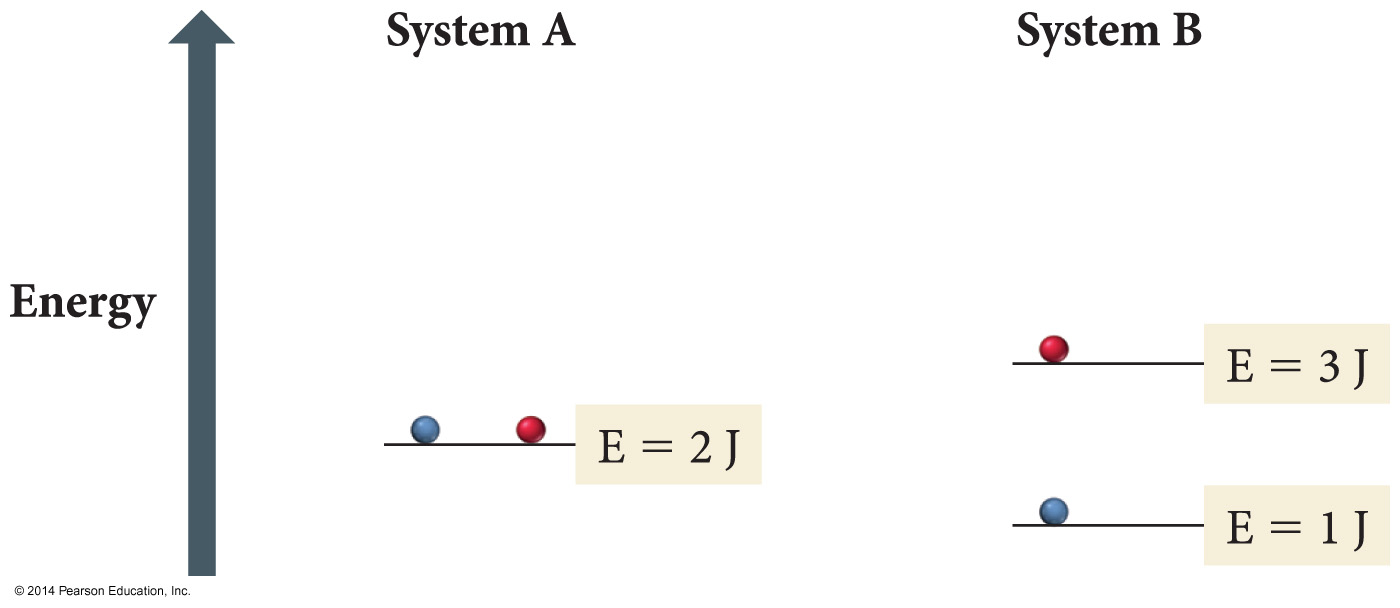 System A
System B
Energy
E = 3 J
E = 2 J
E = 1 J
© 2014 Pearson Education, Inc.